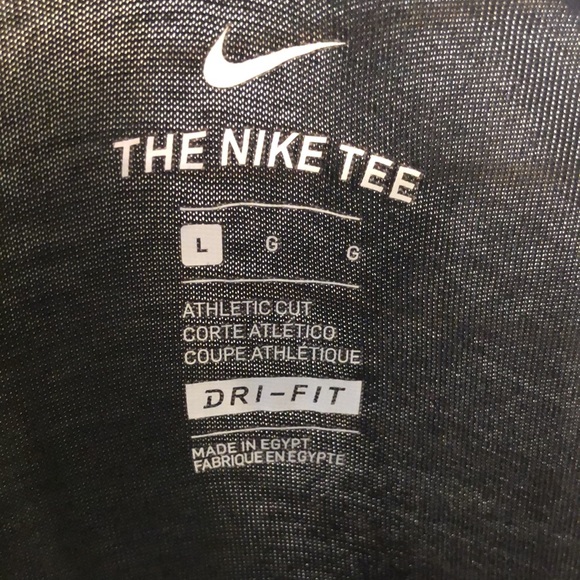 THE NIKE TEE
L G G
ATHLETIC CUT
CORTE ATLÉTICO
COUPE ATHLÉTIQUE
DRI-FIT
MADE IN EGYPT
FABRIQUE EN EGYPTE